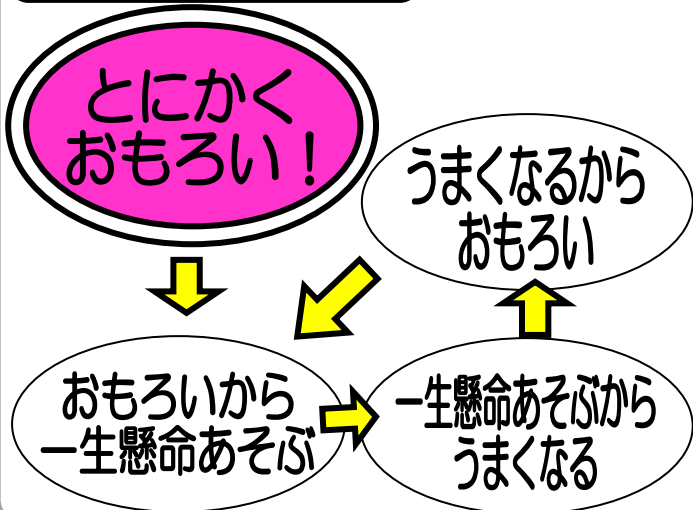 とにかく
おもろい！
うまくなるから
おもろい
おもろいから
一生懸命あそぶ
一生懸命あそぶから
うまくなる